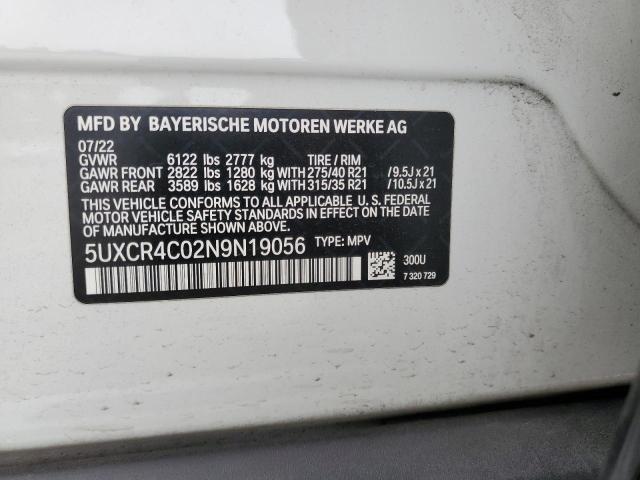 MFD BY BAYERISCHE MOTOREN WERKE AG
07/22
GVWR 6122 lbs 2777 kg TIRE / RIM
GAWR FRONT 2822 lbs 1280 kg WITH 275/40 R21 / 9.5J x 21
GAWR REAR 3589 lbs 1628 kg WITH 315/35 R21 / 10.5J x 21
THIS VEHICLE CONFORMS TO ALL APPLICABLE U. S. FEDERAL
MOTOR VEHICLE SAFETY STANDARDS IN EFFECT ON THE DATE
OF MANUFACTURE SHOWN ABOVE.
5UXCR4C02N9N19056 TYPE: MPV
300U
7 320 729